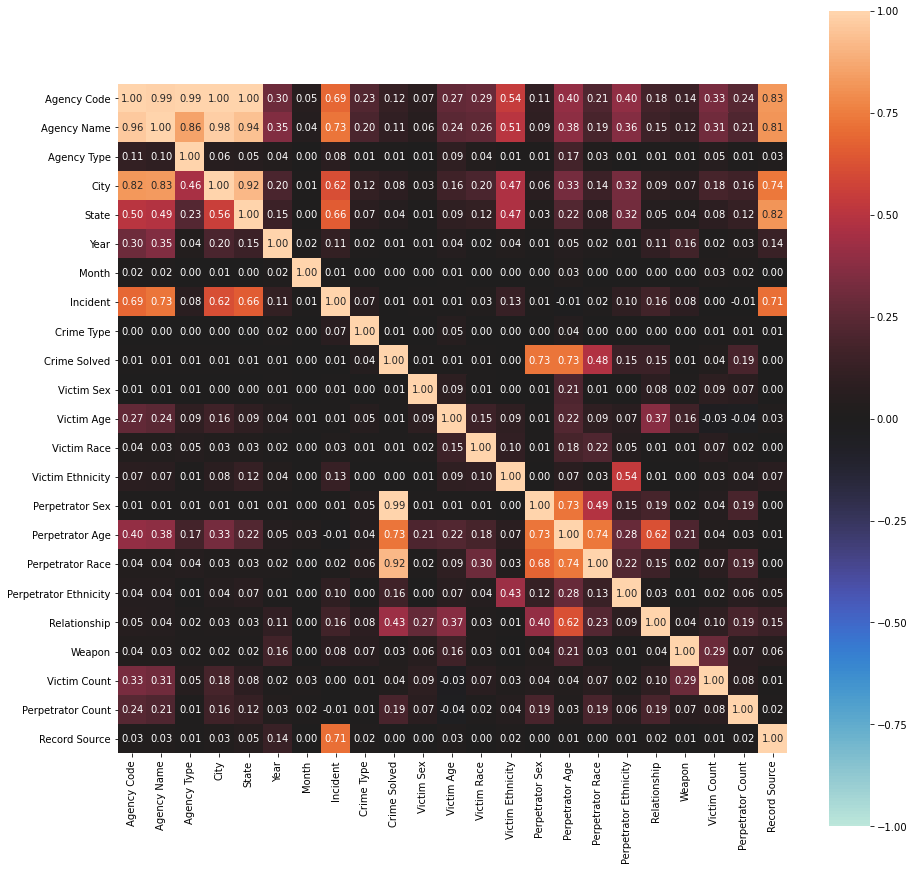 1.00
Agency Code 1.00 0.99 0.99 1.00 1.00 0.30 0.05 0.69 0.23 0.12 0.07 0.27 0.29 0.54 0.11 0.40 0.21 0.40 0.18 0.14 0.33 0.24 0.83
Agency Name 0.96 1.00 0.86 0.98 0.94 0.35 0.04 0.73 0.20 0.11 0.06 0.24 0.26 0.51 0.09 0.38 0.19 0.36 0.15 0.12 0.31 0.21 0.81
0.75
Agency Type 0.11 0.10 1.00 0.06 0.05 0.04 0.00 0.08 0.01 0.01 0.01 0.09 0.04 0.01 0.01 0.17 0.03 0.01 0.01 0.01 0.05 0.01 0.03
City 0.82 0.83 0.46 1.00 0.92 0.20 0.01 0.62 0.12 0.08 0.03 0.16 0.20 0.47 0.06 0.33 0.14 0.32 0.09 0.07 0.18 0.16 0.74
State 0.50 0.49 0.23 0.56 1.00 0.15 0.00 0.66 0.07 0.04 0.01 0.09 0.12 0.47 0.03 0.22 0.08 0.32 0.05 0.04 0.08 0.12 0.82
0.50
Year 0.30 0.35 0.04 0.20 0.15 1.00 0.02 0.11 0.02 0.01 0.01 0.04 0.02 0.04 0.01 0.05 0.02 0.01 0.11 0.16 0.02 0.03 0.14
Month 0.02 0.02 0.00 0.01 0.00 0.02 1.00 0.01 0.00 0.00 0.00 0.01 0.00 0.00 0.00 0.03 0.00 0.00 0.00 0.00 0.03 0.02 0.00
Incident 0.69 0.73 0.08 0.62 0.66 0.11 0.01 1.00 0.07 0.01 0.01 0.01 0.03 0.13 0.01 -0.01 0.02 0.10 0.16 0.08 0.00 -0.01 0.71
0.25
Crime Type 0.00 0.00 0.00 0.00 0.00 0.02 0.00 0.07 1.00 0.01 0.00 0.05 0.00 0.00 0.00 0.04 0.00 0.00 0.00 0.00 0.01 0.01 0.01
Crime Solved 0.01 0.01 0.01 0.01 0.01 0.01 0.00 0.01 0.04 1.00 0.01 0.01 0.01 0.00 0.73 0.73 0.48 0.15 0.15 0.01 0.04 0.19 0.00
Victim Sex 0.01 0.01 0.01 0.00 0.00 0.01 0.00 0.01 0.00 0.01 1.00 0.09 0.01 0.00 0.01 0.21 0.01 0.00 0.08 0.02 0.09 0.07 0.00
Victim Age 0.27 0.24 0.09 0.16 0.09 0.04 0.01 0.01 0.05 0.01 0.09 1.00 0.15 0.09 0.01 0.22 0.09 0.07 0.37 0.16 -0.03 -0.04 0.03
0.00
Victim Race 0.04 0.03 0.05 0.03 0.03 0.02 0.00 0.03 0.01 0.01 0.02 0.15 1.00 0.10 0.01 0.18 0.22 0.05 0.01 0.01 0.07 0.02 0.00
Victim Ethnicity 0.07 0.07 0.01 0.08 0.12 0.04 0.00 0.13 0.00 0.00 0.01 0.09 0.10 1.00 0.00 0.07 0.03 0.54 0.01 0.00 0.03 0.04 0.07
Perpetrator Sex 0.01 0.01 0.01 0.01 0.01 0.01 0.00 0.01 0.00 0.99 0.01 0.01 0.01 0.00 1.00 0.73 0.49 0.15 0.19 0.02 0.04 0.19 0.00
−0.25
Perpetrator Age 0.40 0.38 0.17 0.33 0.22 0.05 0.03 -0.01 0.04 0.73 0.21 0.22 0.18 0.07 0.73 1.00 0.74 0.28 0.62 0.21 0.04 0.03 0.01
Perpetrator Race 0.04 0.04 0.04 0.03 0.03 0.02 0.00 0.02 0.06 0.92 0.02 0.09 0.30 0.03 0.68 0.74 1.00 0.22 0.15 0.02 0.07 0.19 0.00
Perpetrator Ethnicity 0.04 0.04 0.01 0.04 0.07 0.01 0.00 0.10 0.00 0.16 0.00 0.07 0.04 0.43 0.12 0.28 0.13 1.00 0.03 0.01 0.02 0.06 0.05
−0.50
Relationship 0.05 0.04 0.02 0.02 0.03 0.11 0.00 0.16 0.08 0.43 0.27 0.37 0.03 0.01 0.40 0.62 0.23 0.09 1.00 0.04 0.10 0.19 0.15
Weapon 0.04 0.03 0.02 0.02 0.02 0.16 0.00 0.08 0.07 0.03 0.06 0.16 0.03 0.01 0.04 0.21 0.03 0.01 0.04 1.00 0.29 0.07 0.06
Victim Count 0.33 0.31 0.05 0.18 0.08 0.02 0.03 0.00 0.01 0.04 0.09 -0.03 0.07 0.03 0.04 0.04 0.07 0.02 0.10 0.29 1.00 0.08 0.01
Perpetrator Count 0.24 0.21 0.01 0.16 0.12 0.03 0.02 -0.01 0.01 0.19 0.07 -0.04 0.02 0.04 0.19 0.03 0.19 0.06 0.19 0.07 0.08 1.00 0.02
−0.75
Record Source 0.03 0.03 0.01 0.03 0.05 0.14 0.00 0.71 0.02 0.00 0.00 0.03 0.00 0.02 0.00 0.01 0.00 0.01 0.02 0.01 0.01 0.02 1.00
−1.00
Agency Code
Agency Name
Agency Type
City
State
Year
Month
Incident
Crime Type
Crime Solved
Victim Sex
Victim Age
Victim Race
Victim Ethnicity
Perpetrator Sex
Perpetrator Age
Perpetrator Race
Perpetrator Ethnicity
Relationship
Weapon
Victim Count
Perpetrator Count
Record Source